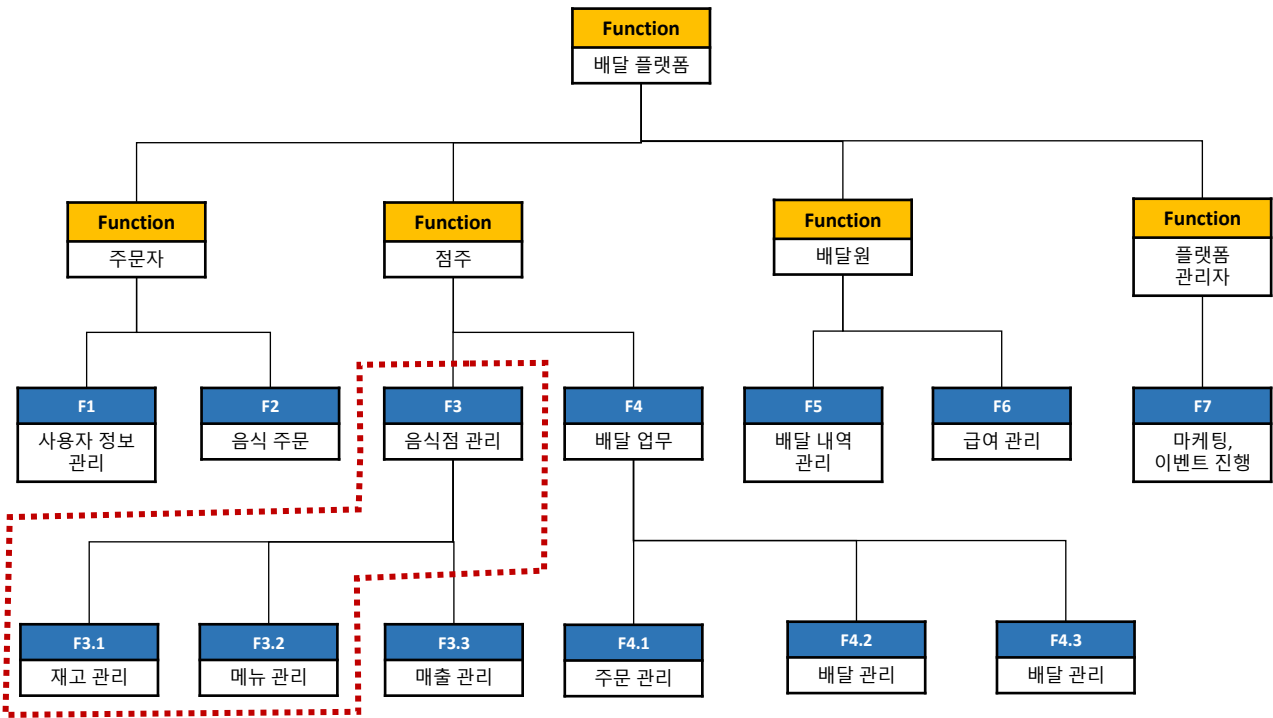 Function
배달 플랫폼
Function
주문자
Function
점주
Function
배달원
Function
플랫폼
관리자
F1
사용자 정보
관리
F2
음식 주문
F3
음식점 관리
F4
배달 업무
F5
배달 내역
관리
F6
급여 관리
F7
마케팅,
이벤트 진행
F3.1
재고 관리
F3.2
메뉴 관리
F3.3
매출 관리
F4.1
주문 관리
F4.2
배달 관리
F4.3
배달 관리